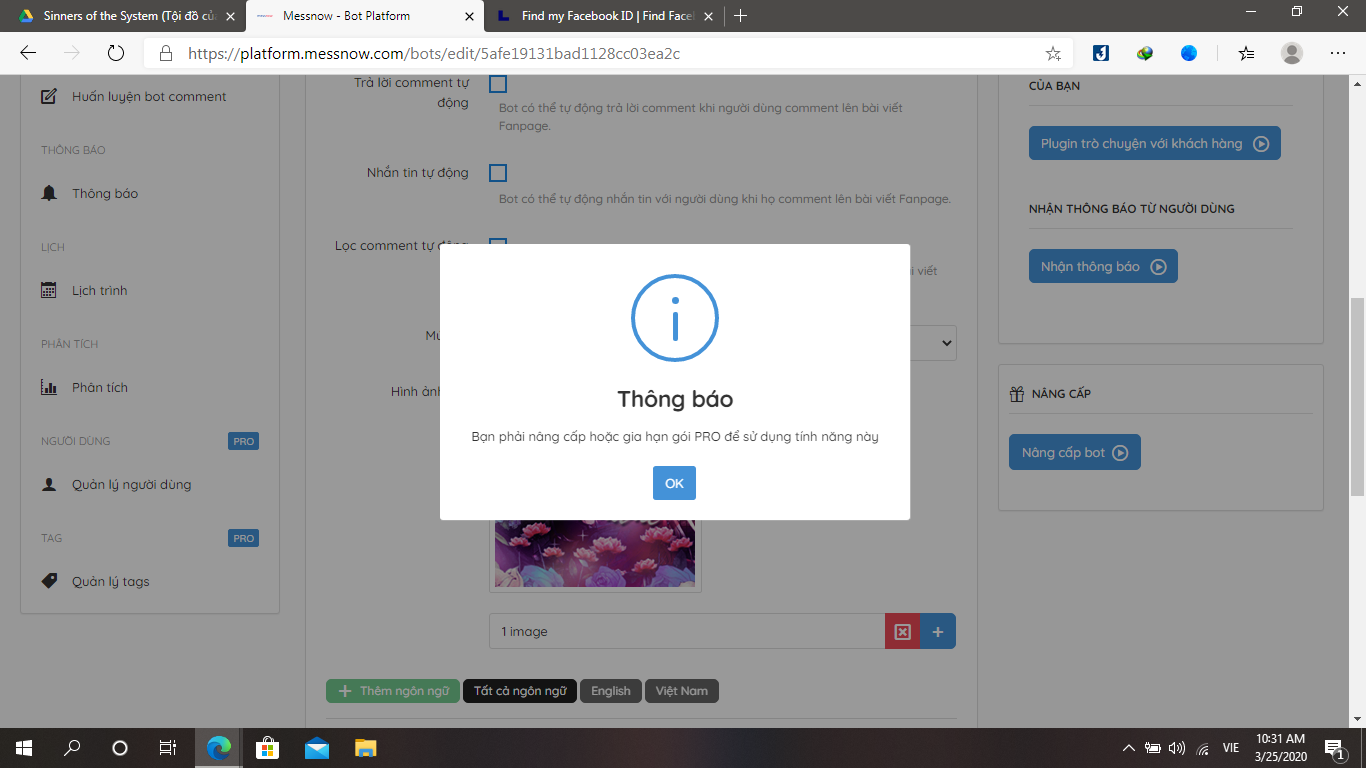 Sinners of the System (Tội đồ củ
Messnow - Bot Platform
Find my Facebook ID | Find Face
https://platform.messnow.com/bots/edit/5afe19131bad1128cc03ea2c
Huấn luyện bot comment
THÔNG BÁO
Thông báo
LỊCH
Lịch trình
PHÂN TÍCH
Phân tích
NGƯỜI DÙNG
PRO
Quản lý người dùng
TAG
PRO
Quản lý tags
Trả lời comment tự
động
Bot có thể tự động trả lời comment khi người dùng comment lên bài viết
Fanpage.
Nhắn tin tự động
Bot có thể tự động nhắn tin với người dùng khi họ comment lên bài viết Fanpage.
Lọc comment tự động
viết
Hình ảnh
Thông báo
Bạn phải nâng cấp hoặc gia hạn gói PRO để sử dụng tính năng này
OK
1 image
Thêm ngôn ngữ
Tất cả ngôn ngữ
English
Việt Nam
CỦA BẠN
Plugin trò chuyện với khách hàng
NHẬN THÔNG BÁO TỪ NGƯỜI DÙNG
Nhận thông báo
NÂNG CẤP
Nâng cấp bot
VIE
10:31 AM
3/25/2020
1